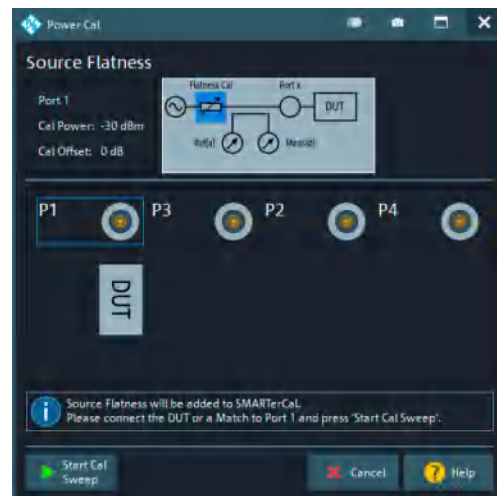 Power Cal
Source Flatness
Port 1
Cal Power: -30 dBm
Cal Offset: 0 dB
Flatness Cal
Port x
DUT
Ref(a)
P1
P3
P2
P4
DUT
Source Flatness will be added to SMARTerCal.
Please connect the DUT or a Match to Port 1 and press 'Start Cal Sweep'.
Start Cal
Sweep
Cancel
? Help